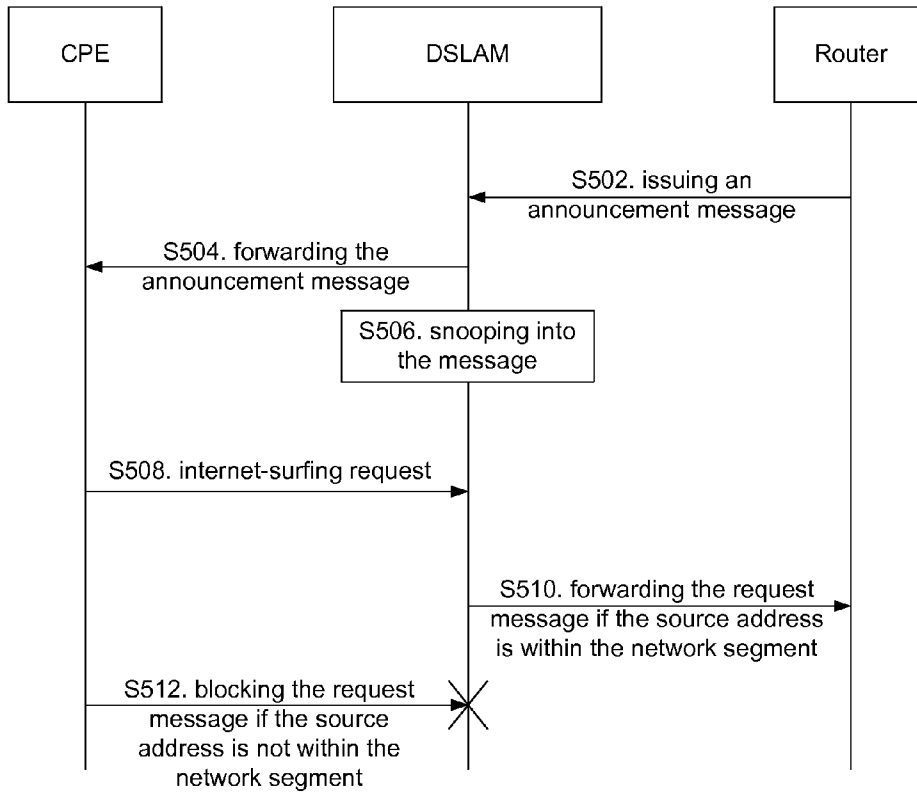 CPE
DSLAM
Router
S502. issuing an
announcement message
S504. forwarding the
announcement message
S506. snooping into
the message
S508. internet-surfing request
S510. forwarding the request
message if the source address
is within the network segment
S512. blocking the request
message if the source
address is not within the
network segment